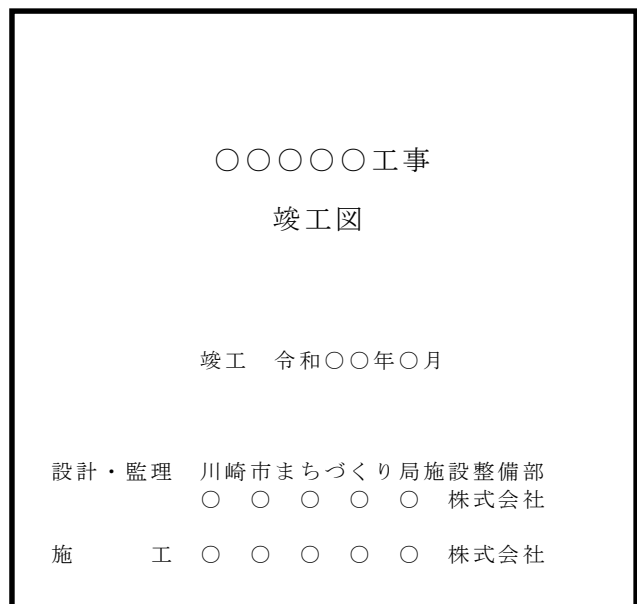 ○○○○○工事
竣工図
竣工　令和○○年○月
設計・監理　川崎市まちづくり局施設整備部
○　○　○　○　○　株式会社
施　　　工　○　○　○　○　○　株式会社